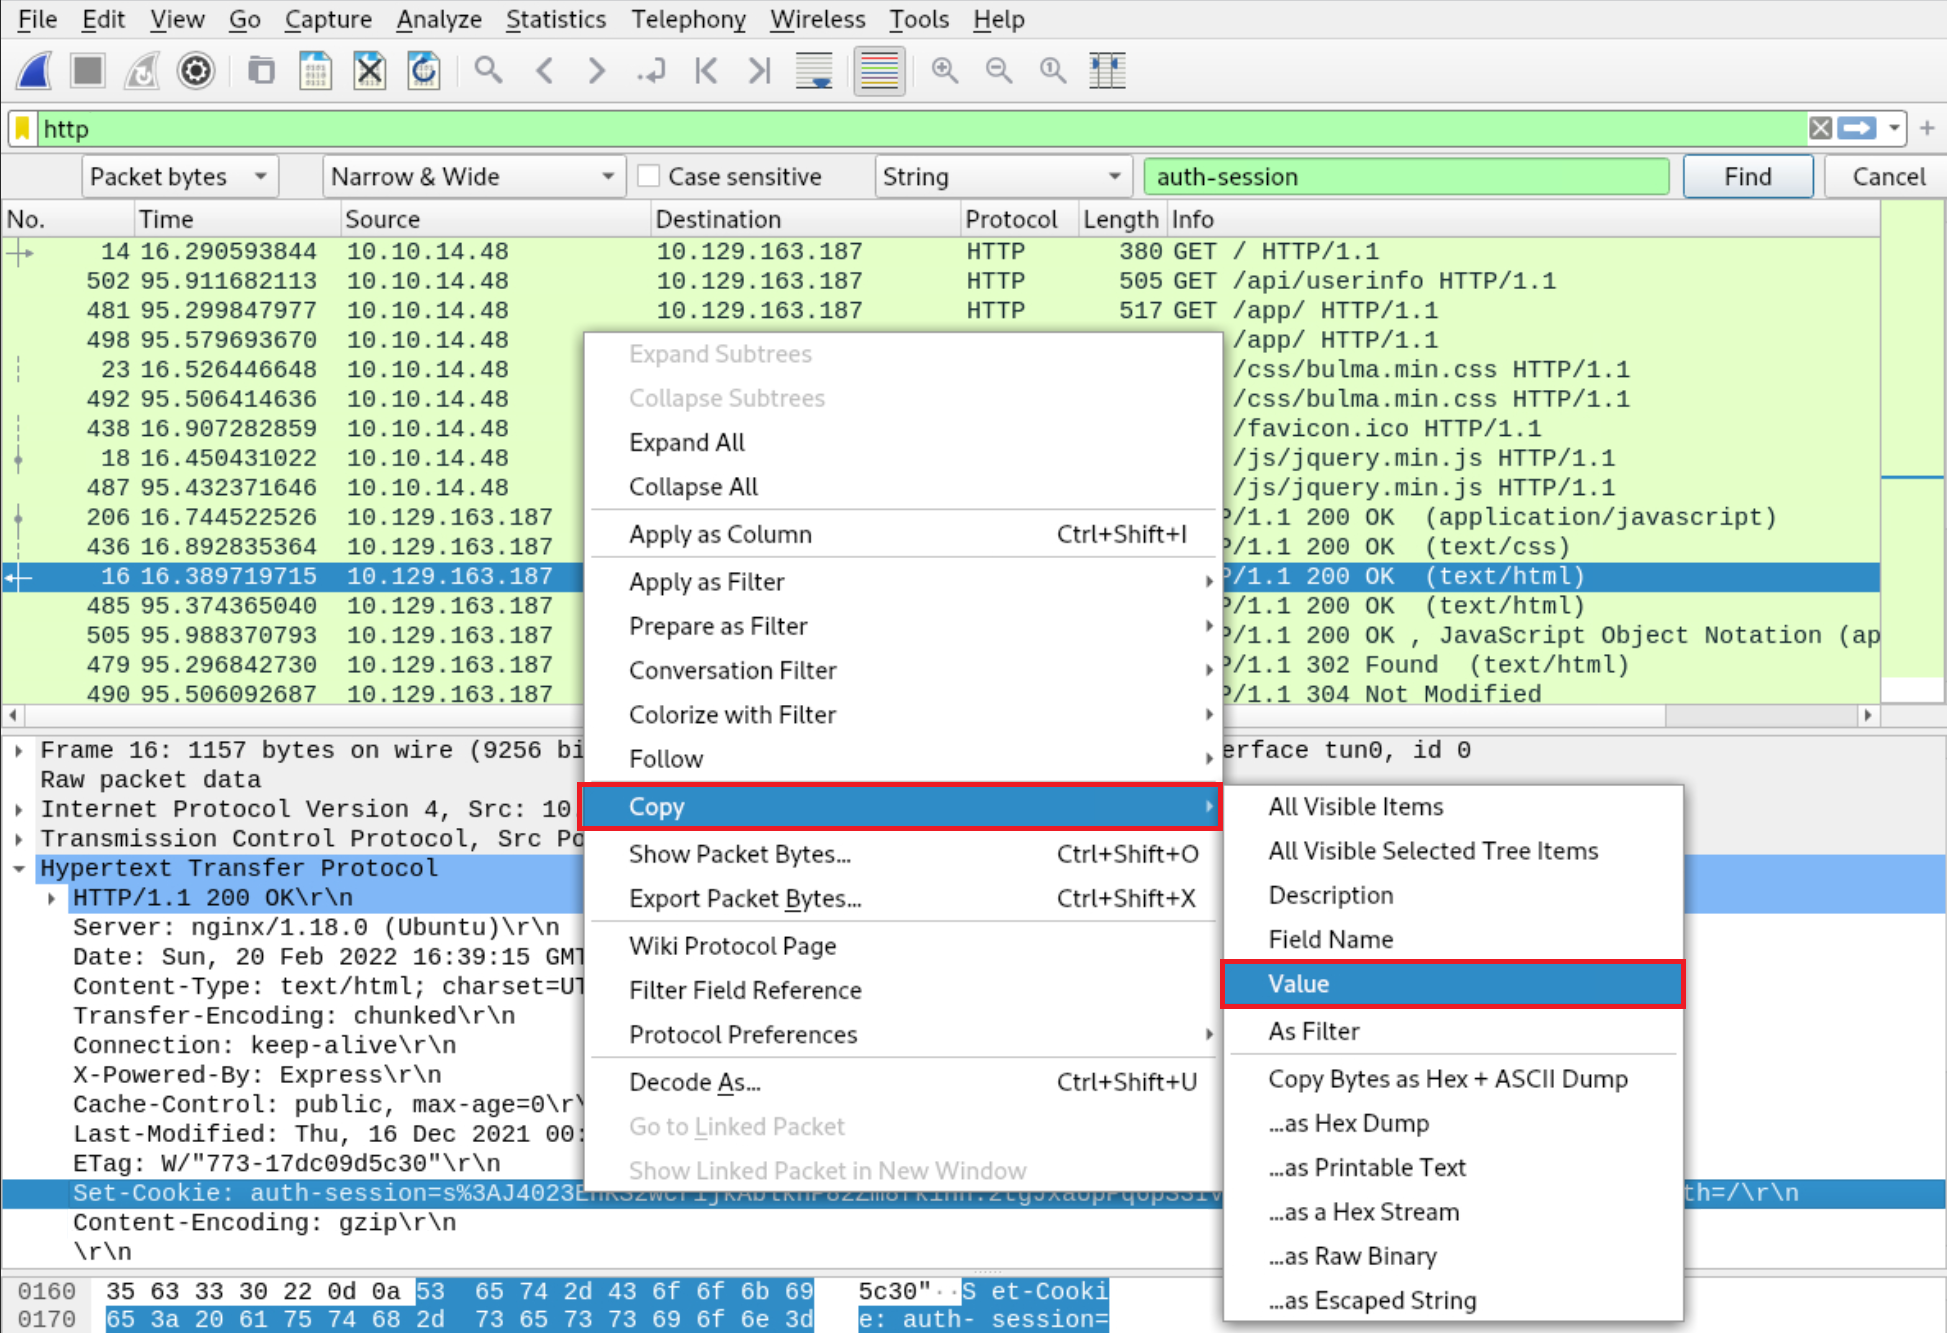 File Edit View Go Capture Analyze Statistics Telephony Wireless Tools Help
http
Packet bytes Narrow & Wide Case sensitive String auth-session Find Cancel
No. Time Source Destination Protocol Length Info
14 16.290593844 10.10.14.48 10.129.163.187 HTTP 380 GET / HTTP/1.1
502 95.911682113 10.10.14.48 10.129.163.187 HTTP 505 GET /api/userinfo HTTP/1.1
481 95.299847977 10.10.14.48 10.129.163.187 HTTP 517 GET /app/ HTTP/1.1
498 95.579693670 10.10.14.48 /app/ HTTP/1.1
23 16.526446648 10.10.14.48 /css/bulma.min.css HTTP/1.1
492 95.506414636 10.10.14.48 /css/bulma.min.css HTTP/1.1
438 16.907282859 10.10.14.48 /favicon.ico HTTP/1.1
18 16.450431022 10.10.14.48 /js/jquery.min.js HTTP/1.1
487 95.432371646 10.10.14.48 /js/jquery.min.js HTTP/1.1
206 16.744522526 10.129.163.187 P/1.1 200 OK (application/javascript)
436 16.892835364 10.129.163.187 P/1.1 200 OK (text/css)
16 16.389719715 10.129.163.187 P/1.1 200 OK (text/html)
485 95.374365040 10.129.163.187 P/1.1 200 OK (text/html)
505 95.988370793 10.129.163.187 P/1.1 200 OK , JavaScript Object Notation (ap
479 95.296842730 10.129.163.187 P/1.1 302 Found (text/html)
490 95.506092687 10.129.163.187 P/1.1 304 Not Modified
Expand Subtrees
Collapse Subtrees
Expand All
Collapse All
Apply as Column Ctrl+Shift+I
Apply as Filter
Prepare as Filter
Conversation Filter
Colorize with Filter
Follow
Copy
Show Packet Bytes... Ctrl+Shift+O
Export Packet Bytes... Ctrl+Shift+X
Wiki Protocol Page
Filter Field Reference
Protocol Preferences
Decode As... Ctrl+Shift+U
Go to Linked Packet
Show Linked Packet in New Window
All Visible Items
All Visible Selected Tree Items
Description
Field Name
Value
As Filter
Copy Bytes as Hex + ASCII Dump
...as Hex Dump
...as Printable Text
...as a Hex Stream
...as Raw Binary
...as Escaped String
Frame 16: 1157 bytes on wire (9256 bi erface tun0, id 0
Raw packet data
Internet Protocol Version 4, Src: 10.
Transmission Control Protocol, Src Po
Hypertext Transfer Protocol
HTTP/1.1 200 OK\r\n
Server: nginx/1.18.0 (Ubuntu)\r\n
Date: Sun, 20 Feb 2022 16:39:15 GMT
Content-Type: text/html; charset=UT
Transfer-Encoding: chunked\r\n
Connection: keep-alive\r\n
X-Powered-By: Express\r\n
Cache-Control: public, max-age=0\r\
Last-Modified: Thu, 16 Dec 2021 00:
ETag: W/"773-17dc09d5c30"\r\n
Set-Cookie: th=/\r\n
Content-Encoding: gzip\r\n
\r\n
0160 35 63 33 30 22 0d 0a 53 65 74 2d 43 6f 6f 6b 69 5c30"··S et-Cooki
0170 65 3a 20 61 75 74 68 2d 73 65 73 73 69 6f 6e 3d e: auth- session=